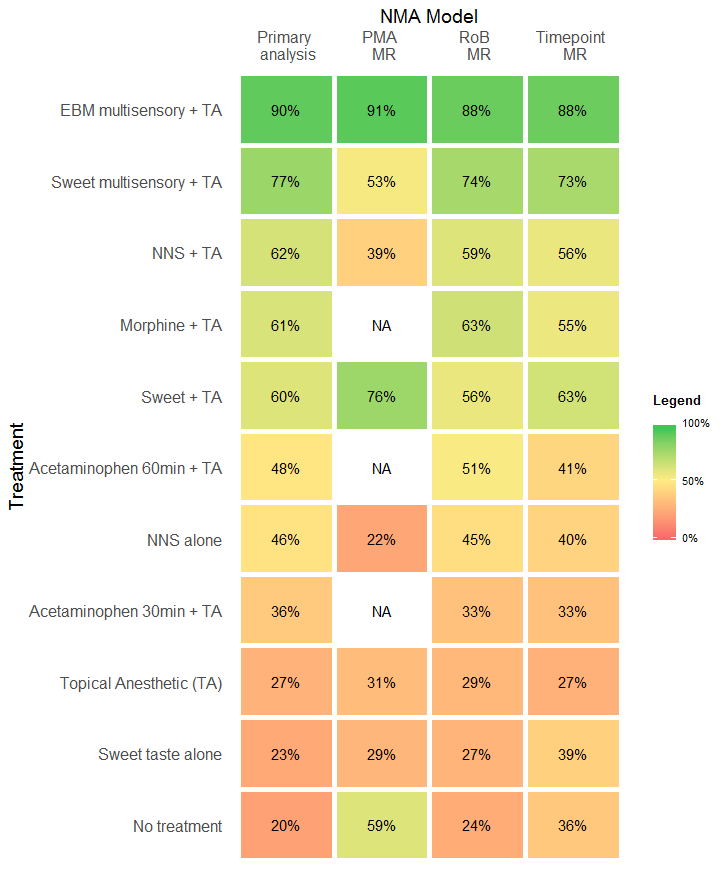 NMA Model
Primary analysis
PMA MR
RoB MR
Timepoint MR
Treatment
EBM multisensory + TA 90% 91% 88% 88%
Sweet multisensory + TA 77% 53% 74% 73%
NNS + TA 62% 39% 59% 56%
Morphine + TA 61% NA 63% 55%
Sweet + TA 60% 76% 56% 63%
Acetaminophen 60min + TA 48% NA 51% 41%
NNS alone 46% 22% 45% 40%
Acetaminophen 30min + TA 36% NA 33% 33%
Topical Anesthetic (TA) 27% 31% 29% 27%
Sweet taste alone 23% 29% 27% 39%
No treatment 20% 59% 24% 36%
Legend
100%
50%
0%